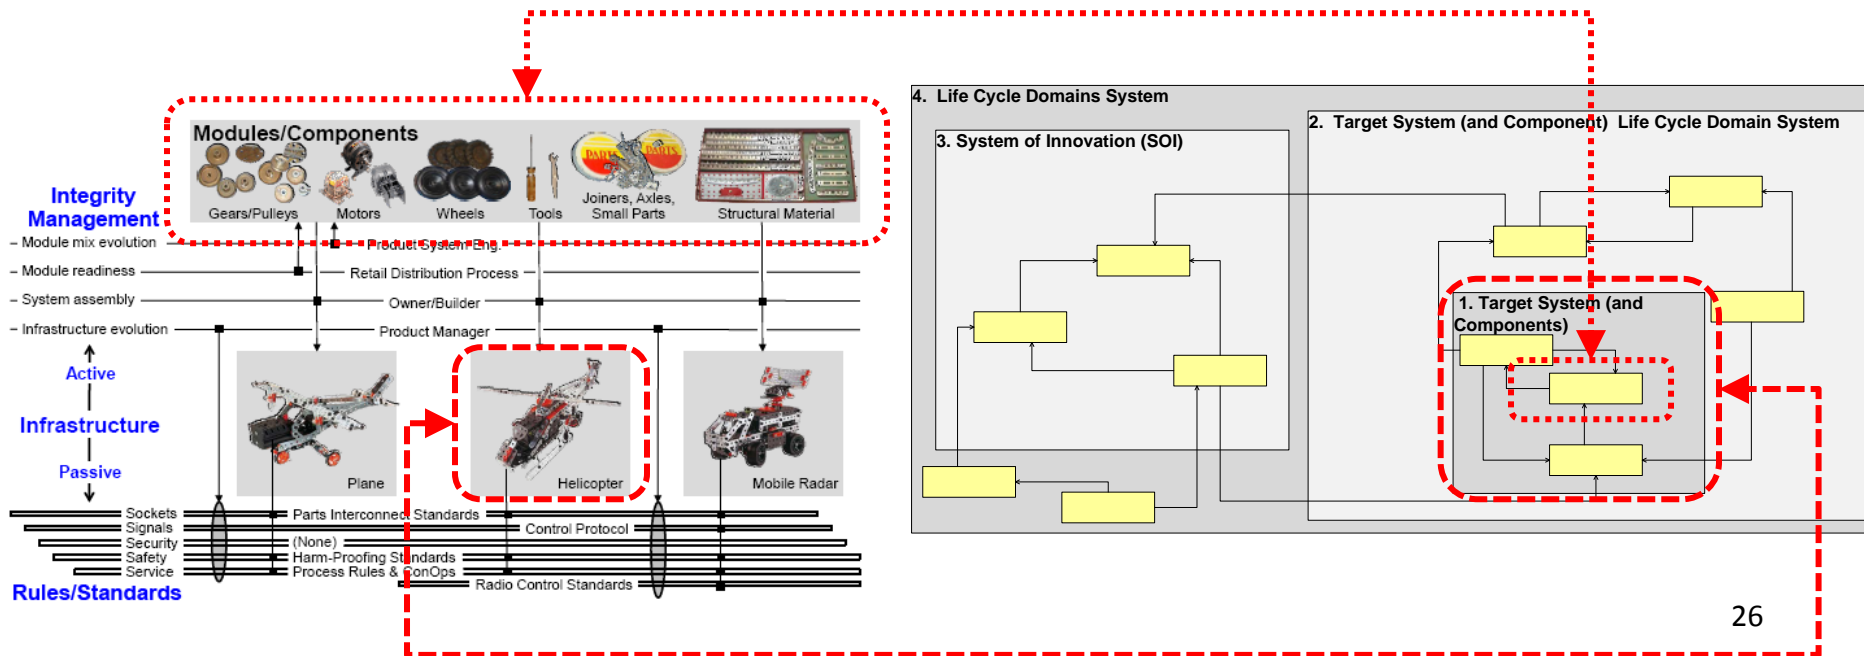 Modules/Components
PARTS
PARTS
Gears/Pulleys
Motors
Wheels
Tools
Joiners, Axles,
Small Parts
Structural Material
Integrity
Management
Module mix evolution
Product System Eng.
Module readiness
Retail Distribution Process
System assembly
Owner/Builder
Infrastructure evolution
Product Manager
Active
Infrastructure
Passive
Plane
Helicopter
Mobile Radar
Sockets
Parts Interconnect Standards
Signals
Control Protocol
Security
(None)
Safety
Harm-Proofing Standards
Service
Process Rules & ConOps
Radio Control Standards
Rules/Standards
4. Life Cycle Domains System
3. System of Innovation (SOI)
2. Target System (and Component) Life Cycle Domain System
1. Target System (and
Components)
26